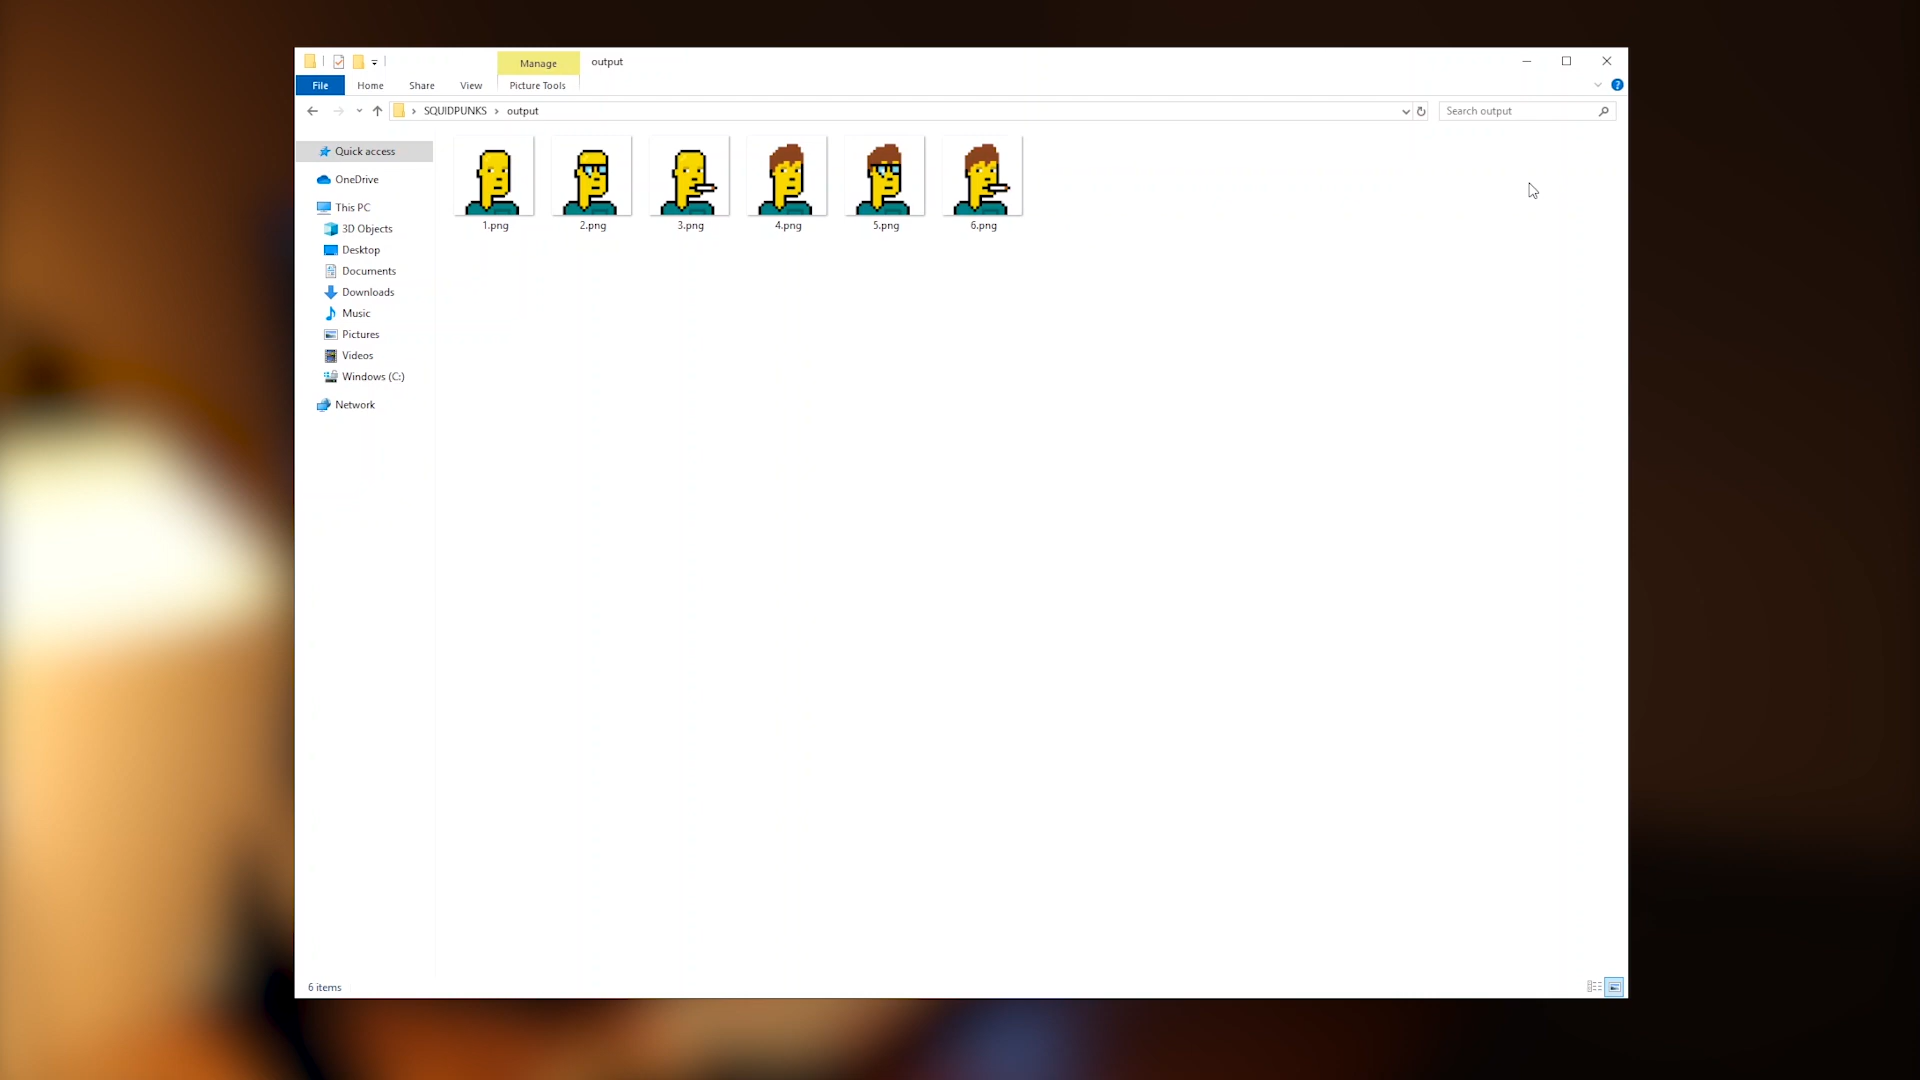 Manage
output
File
Home
Share
View
Picture Tools
SQUIDPUNKS
output
Search output
Quick access
OneDrive
This PC
3D Objects
Desktop
Documents
Downloads
Music
Pictures
Videos
Windows (C:)
Network
1.png
2.png
3.png
4.png
5.png
6.png
6 items